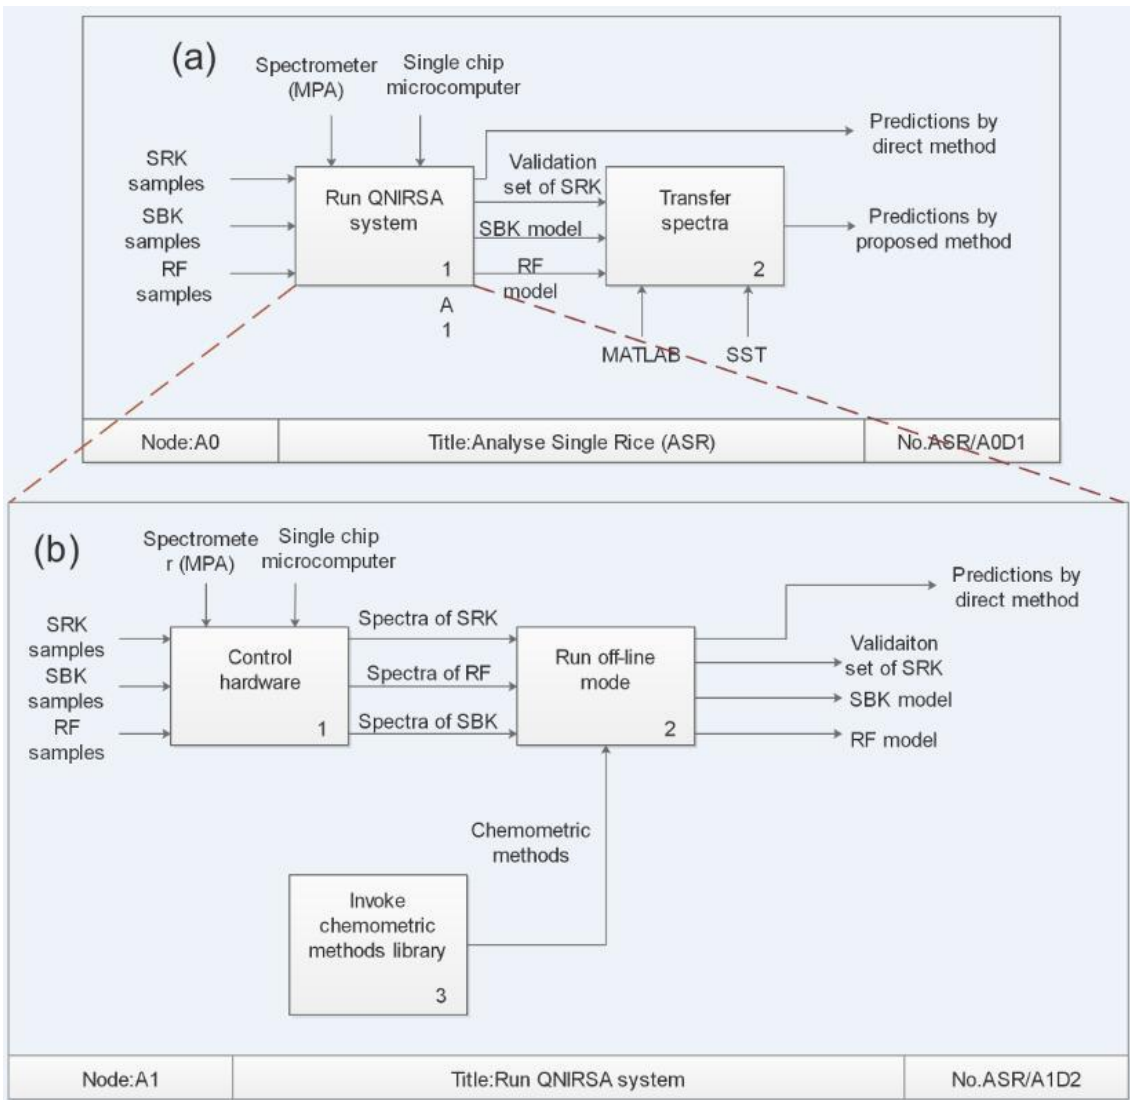 (a)
Spectrometer
(MPA)
Single chip
microcomputer
Predictions by
direct method
SRK
samples
SBK
samples
RF
samples
Run QNIRSA
system
1
A
1
Validation
set of SRK
SBK model
RF
model
Transfer
spectra
2
Predictions by
proposed method
MATLAB
SST
Node:A0
Title:Analyse Single Rice (ASR)
No.ASR/A0D1
(b)
Spectromete
r (MPA)
Single chip
microcomputer
Predictions by
direct method
SRK
samples
SBK
samples
RF
samples
Control
hardware
1
Spectra of SRK
Spectra of RF
Spectra of SBK
Run off-line
mode
2
Validaiton
set of SRK
SBK model
RF model
Chemometric
methods
Invoke
chemometric
methods library
3
Node:A1
Title:Run QNIRSA system
No.ASR/A1D2